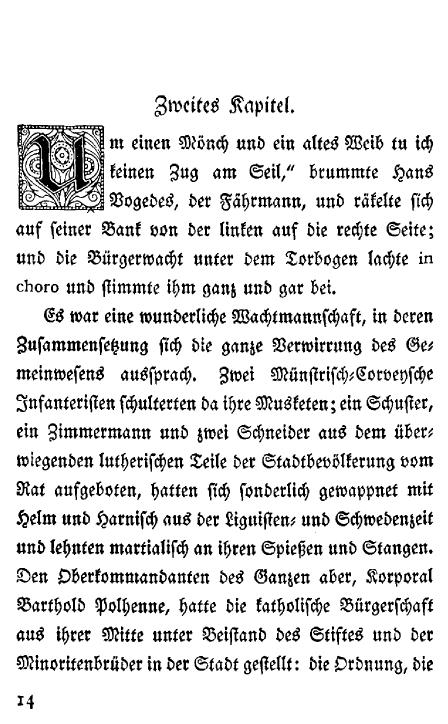 Zweites Kapitel.
Um einen Mönch und ein altes Weib tu ich
keinen Zug am Seil,“ brummte Hans
Vogedes, der Fährmann, und räkelte sich
auf seiner Bank von der linken auf die rechte Seite;
und die Bürgerwacht unter dem Torbogen lachte in
choro und stimmte ihm ganz und gar bei.
Es war eine wunderliche Wachtmannschaft, in deren
Zusammensetzung sich die ganze Verwirrung des Ge-
meinwesens aussprach. Zwei Münstrisch-Corveysche
Infanteristen schulterten da ihre Musketen; ein Schuster,
ein Zimmermann und zwei Schneider aus dem über-
wiegenden lutherischen Teile der Stadtbevölkerung vom
Rat aufgeboten, hatten sich sonderlich gewappnet mit
Helm und Harnisch aus der Liguisten- und Schwedenzeit
und lehnten martialisch an ihren Spießen und Stangen.
Den Oberkommandanten des Ganzen aber, Korporal
Barthold Polhenne, hatte die katholische Bürgerschaft
aus ihrer Mitte unter Beistand des Stiftes und der
Minoritenbrüder in der Stadt gestellt: die Ordnung, die
14